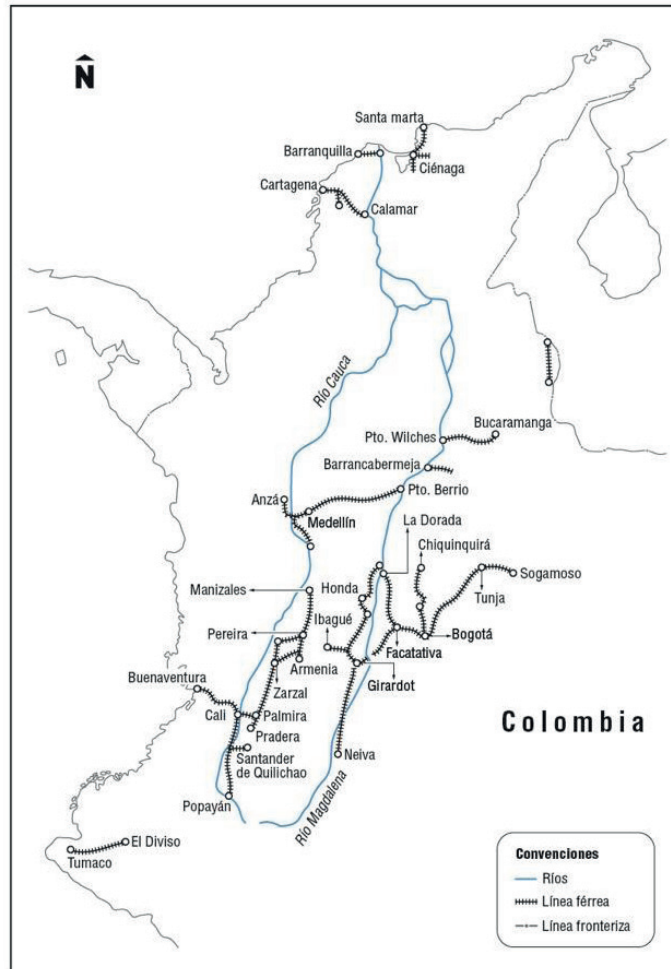 N
Santa marta
Barranquilla
Ciénaga
Cartagena
Calamar
Río Cauca
Bucaramanga
Pto. Wilches
Barrancabermeja
Pto. Berrio
Anzá
Medellín
La Dorada
Chiquinquirá
Manizales
Honda
Sogamoso
Tunja
Ibagué
Pereira
Bogotá
Facatativa
Armenia
Girardot
Buenaventura
Zarzal
Cali
Palmira
Pradera
Santander
de Quilichao
Neiva
Colombia
Popayán
Río Magdalena
El Diviso
Tumaco
Convenciones
Ríos
Línea férrea
Línea fronteriza